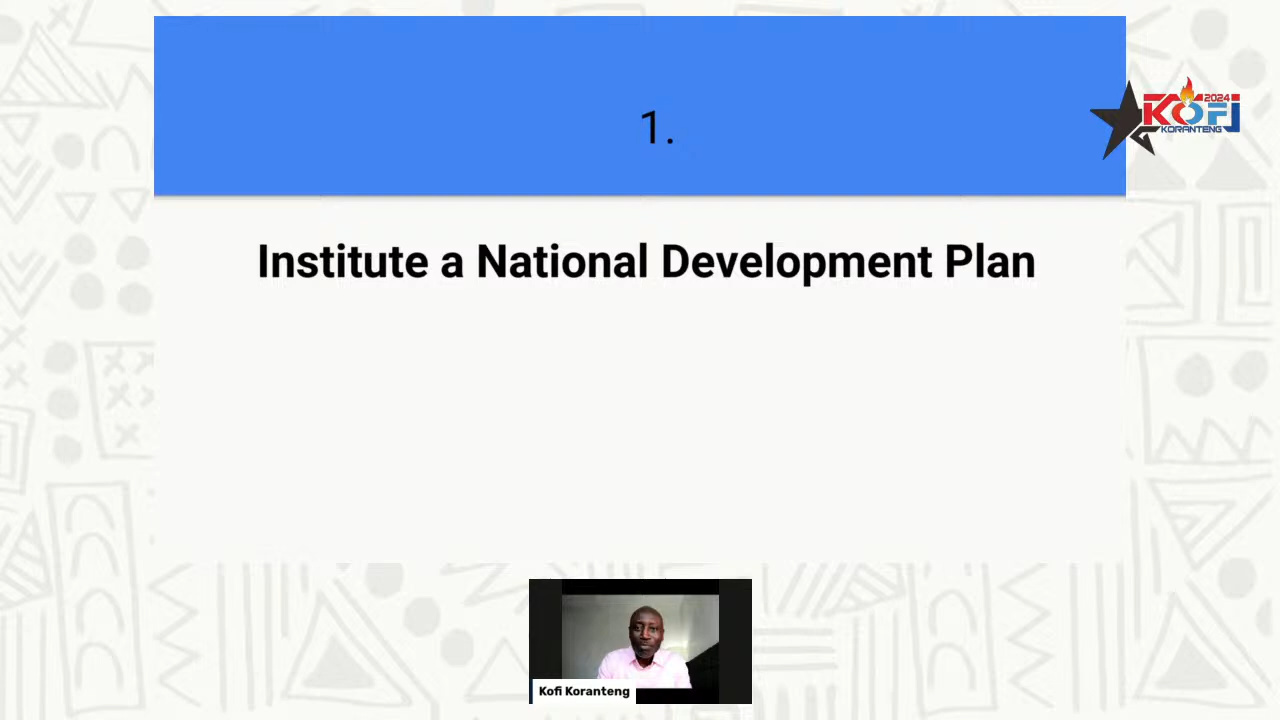 1.
2024
KOFI
KORANTENG
Institute a National Development Plan
Kofi Koranteng